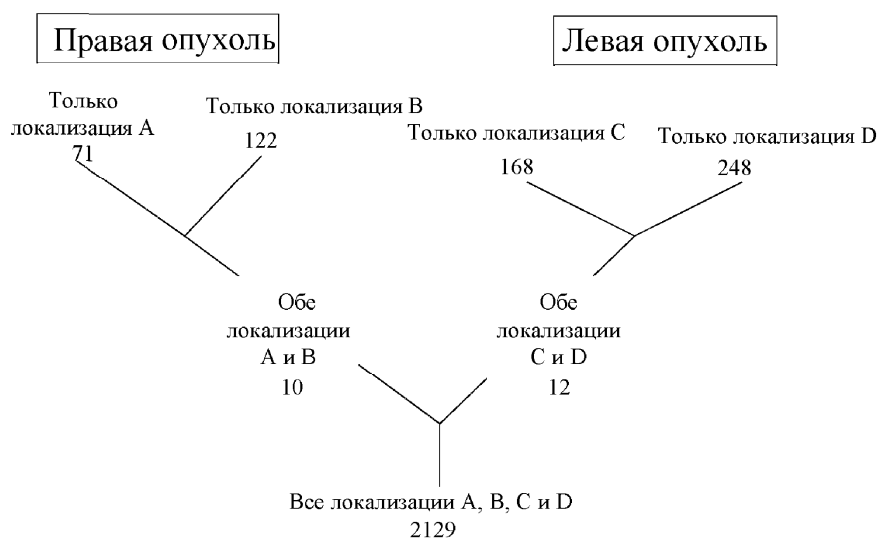 Правая опухоль
Левая опухоль
Только
локализация A
71
Только локализация B
122
Только локализация C
168
Только локализация D
248
Обе
локализации
A и B
10
Обе
локализации
C и D
12
Все локализации A, B, C и D
2129